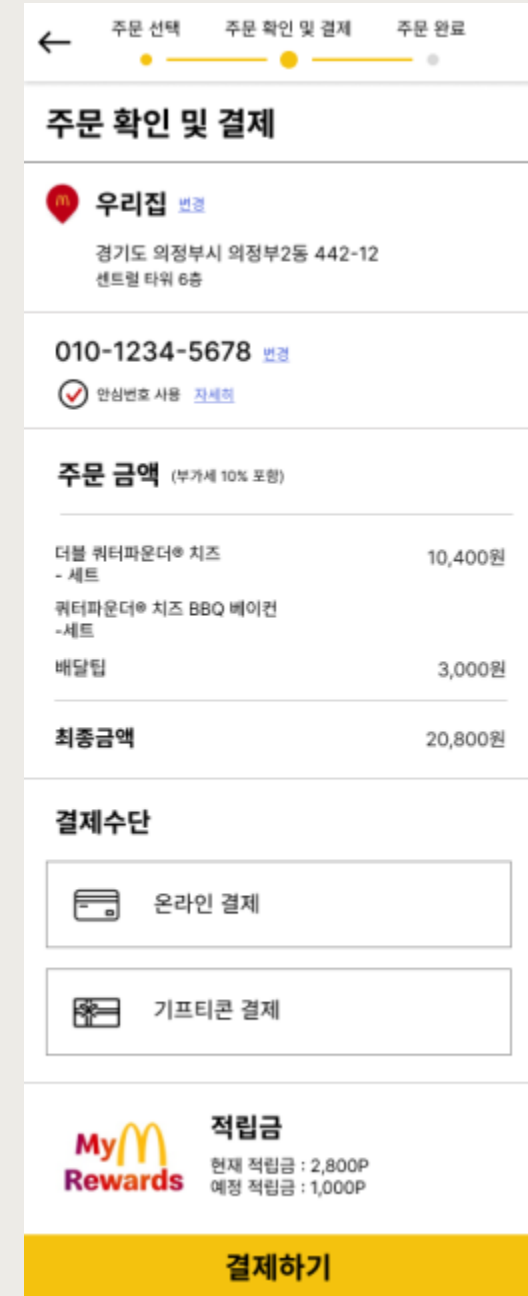 주문 선택 주문 확인 및 결제 주문 완료
주문 확인 및 결제
우리집 변경
경기도 의정부시 의정부2동 442-12
센트럴 타워 6층
010-1234-5678 변경
안심번호 사용 자세히
주문 금액 (부가세 10% 포함)
더블 쿼터파운더® 치즈 10,400원
- 세트
쿼터파운더® 치즈 BBQ 베이컨
-세트
배달팁 3,000원
최종금액 20,800원
결제수단
온라인 결제
기프티콘 결제
My
Rewards
적립금
현재 적립금 : 2,800P
예정 적립금 : 1,000P
결제하기